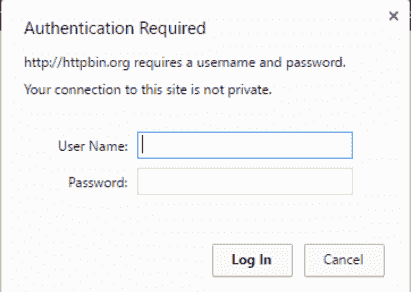 Authentication Required
http://httpbin.org requires a username and password.
Your connection to this site is not private.
User Name:
Password:
Log In
Cancel